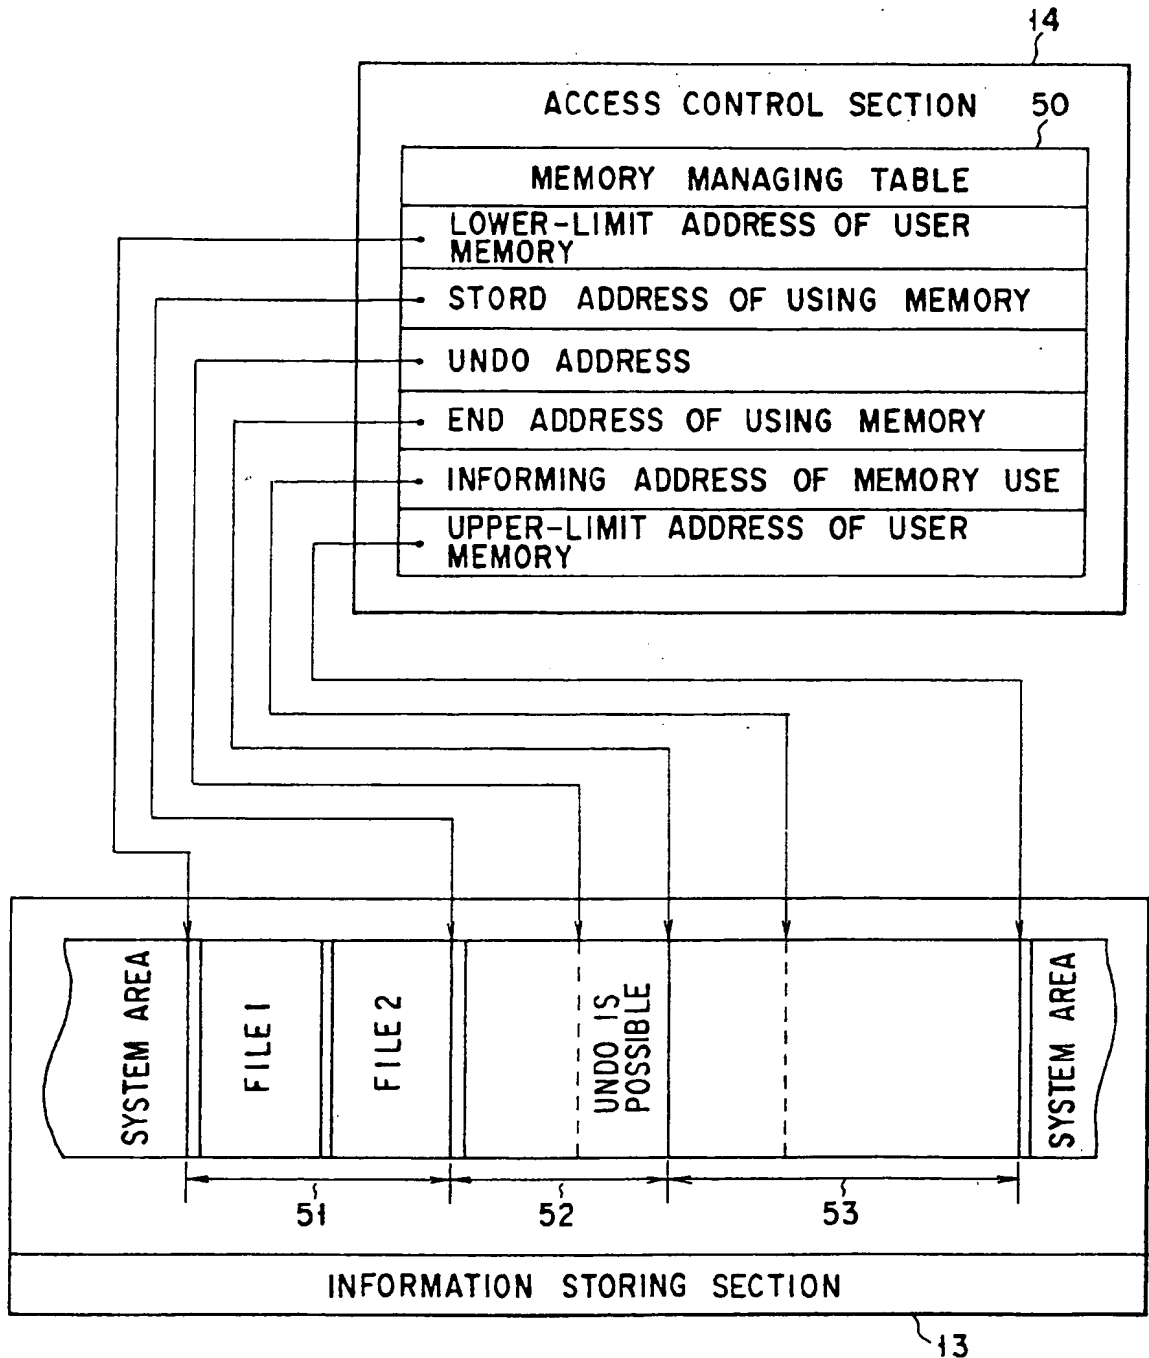 14
ACCESS CONTROL SECTION 50
MEMORY MANAGING TABLE
LOWER-LIMIT ADDRESS OF USER
MEMORY
STORD ADDRESS OF USING MEMORY
UNDO ADDRESS
END ADDRESS OF USING MEMORY
INFORMING ADDRESS OF MEMORY USE
UPPER-LIMIT ADDRESS OF USER
MEMORY
SYSTEM AREA
FILE 1
FILE 2
UNDO IS
POSSIBLE
SYSTEM AREA
51
52
53
INFORMATION STORING SECTION
13